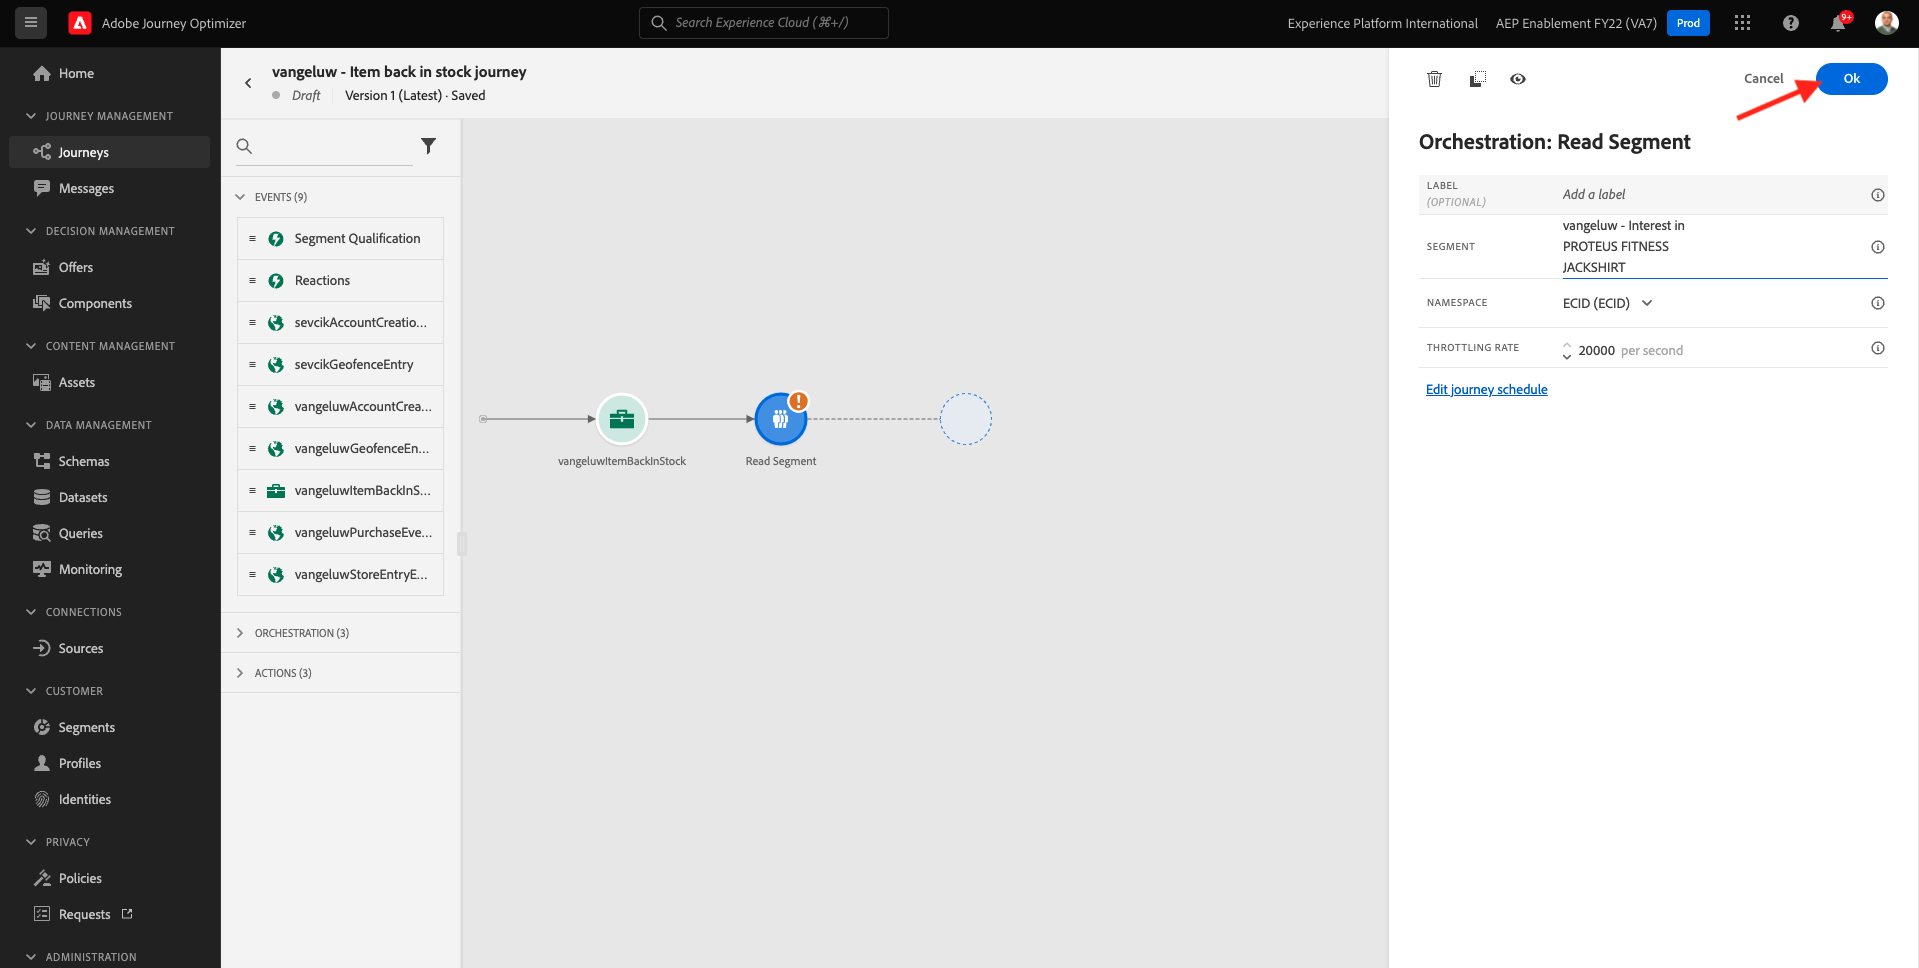 Adobe Journey Optimizer
Search Experience Cloud (⌘+/)
Experience Platform International
AEP Enablement FY22 (VA7)
Prod
9+
Home
JOURNEY MANAGEMENT
Journeys
Messages
DECISION MANAGEMENT
Offers
Components
CONTENT MANAGEMENT
Assets
DATA MANAGEMENT
Schemas
Datasets
Queries
Monitoring
CONNECTIONS
Sources
CUSTOMER
Segments
Profiles
Identities
PRIVACY
Policies
Requests
ADMINISTRATION
vangeluw - Item back in stock journey
Draft
Version 1 (Latest) · Saved
EVENTS (9)
Segment Qualification
Reactions
sevcikAccountCreatio...
sevcikGeofenceEntry
vangeluwAccountCrea...
vangeluwGeofenceEn...
vangeluwItemBackInS...
vangeluwPurchaseEve...
vangeluwStoreEntryE...
ORCHESTRATION (3)
ACTIONS (3)
vangeluwItemBackInStock
Read Segment
Cancel
Ok
Orchestration: Read Segment
LABEL
(OPTIONAL)
Add a label
SEGMENT
vangeluw - Interest in
PROTEUS FITNESS
JACKSHIRT
NAMESPACE
ECID (ECID)
THROTTLING RATE
20000 per second
Edit journey schedule